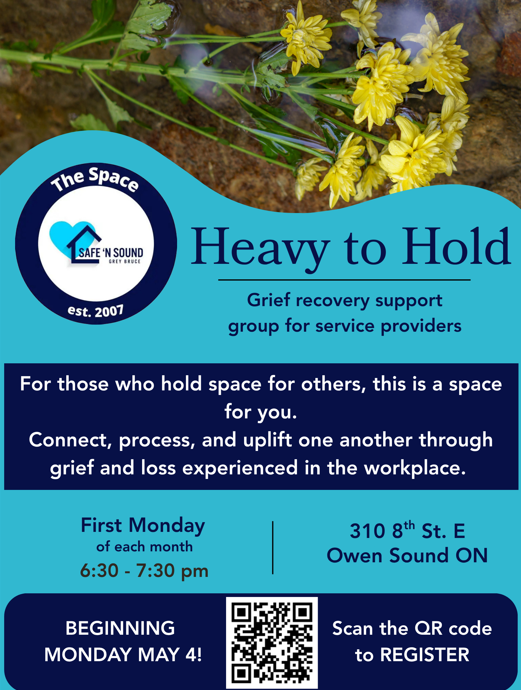 The Space
SAFE 'N SOUND
GREY BRUCE
est. 2007
Heavy to Hold
Grief recovery support
group for service providers
For those who hold space for others, this is a space
for you.
Connect, process, and uplift one another through
grief and loss experienced in the workplace.
First Monday
of each month
6:30 - 7:30 pm
310 8th St. E
Owen Sound ON
BEGINNING
MONDAY MAY 4!
Scan the QR code
to REGISTER